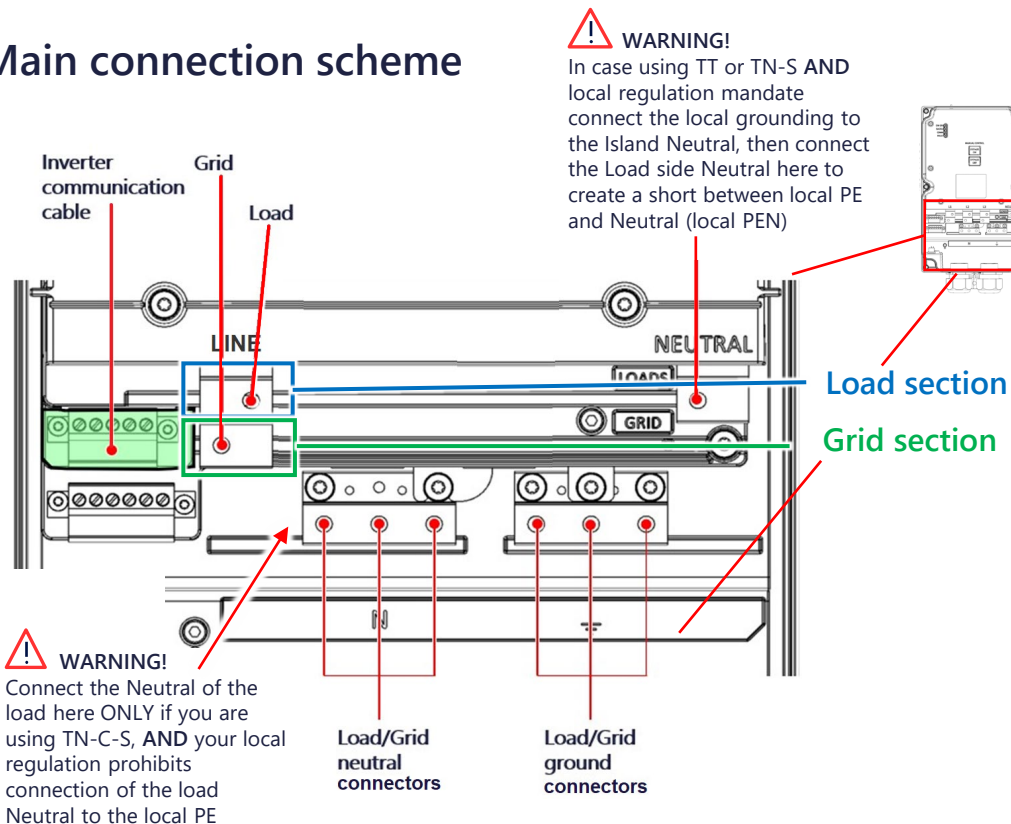 Main connection scheme
WARNING!
In case using TT or TN-S AND
local regulation mandate
connect the local grounding to
the Island Neutral, then connect
the Load side Neutral here to
create a short between local PE
and Neutral (local PEN)
Inverter
communication
cable
Grid
Load
LINE
NEUTRAL
LOADS
GRID
Load section
Grid section
N
WARNING!
Connect the Neutral of the
load here ONLY if you are
using TN-C-S, AND your local
regulation prohibits
connection of the load
Neutral to the local PE
Load/Grid
neutral
connectors
Load/Grid
ground
connectors